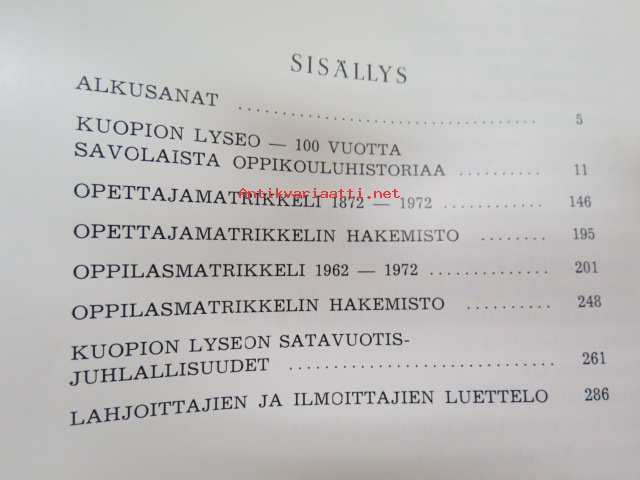 SISÄLLYS
ALKUSANAT .................................... 5
KUOPION LYSEO — 100 VUOTTA
SAVOLAISTA OPPIKOULUHISTORIAA .......... 11
Antikvariaatti.net
OPETTAJAMATRIKKELI 1872 — 1972 ............ 146
OPETTAJAMATRIKKELIN HAKEMISTO ........ 195
OPPILASMATRIKKELI 1962 — 1972 .............. 201
OPPILASMATRIKKELIN HAKEMISTO .......... 248
KUOPION LYSEON SATAVUOTIS-
JUHLALLISUUDET ................................ 261
LAHJOITTAJIEN JA ILMOITTAJIEN LUETTELO 286